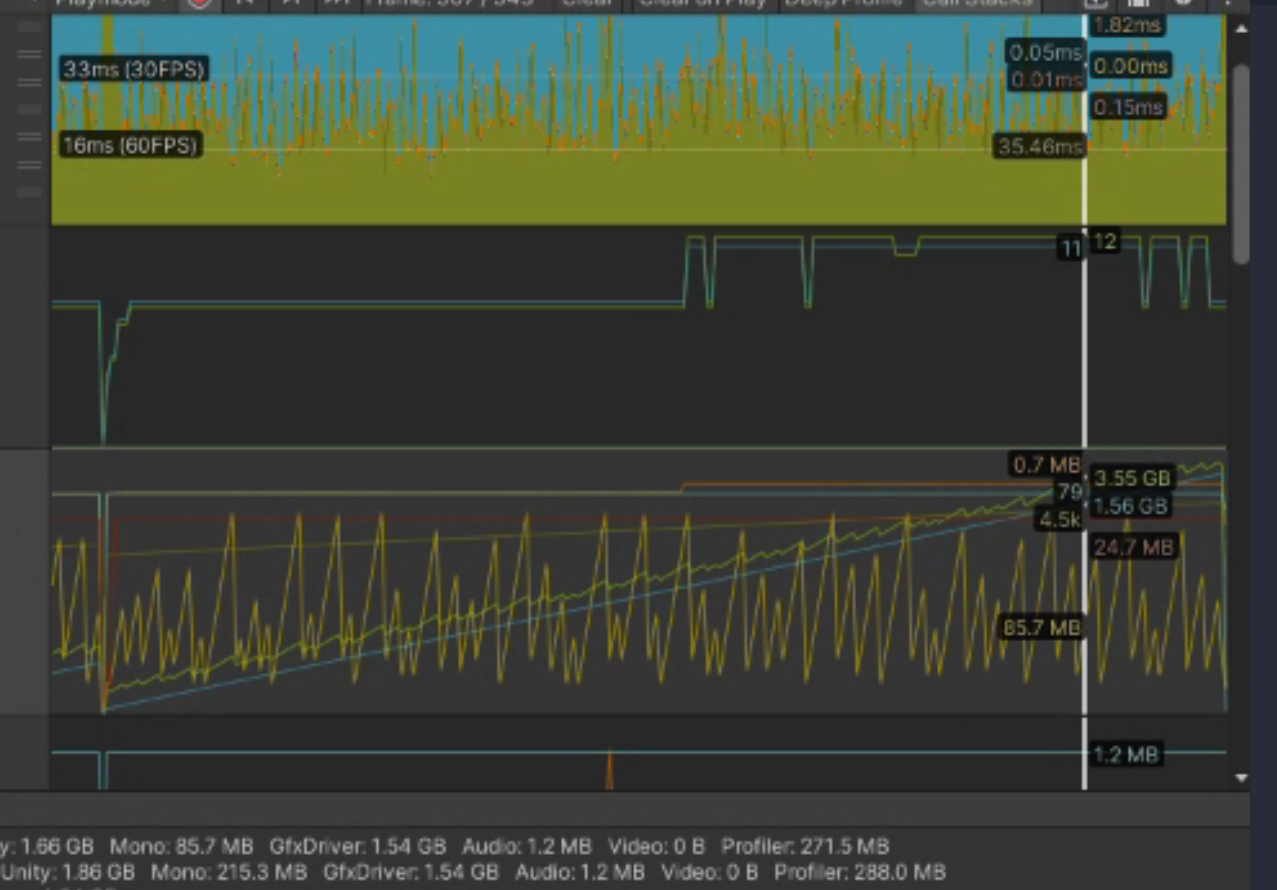 Playmode Frame: 507 / 545 Clear Clear on Play Deep Profile Call Stacks
1.82ms
33ms (30FPS) 0.05ms 0.00ms
0.01ms
0.15ms
16ms (60FPS) 35.46ms
11 12
0.7 MB 3.55 GB
79 1.56 GB
4.5k
24.7 MB
85.7 MB
1.2 MB
y: 1.66 GB Mono: 85.7 MB GfxDriver: 1.54 GB Audio: 1.2 MB Video: 0 B Profiler: 271.5 MB
Unity: 1.86 GB Mono: 215.3 MB GfxDriver: 1.54 GB Audio: 1.2 MB Video: 0 B Profiler: 288.0 MB